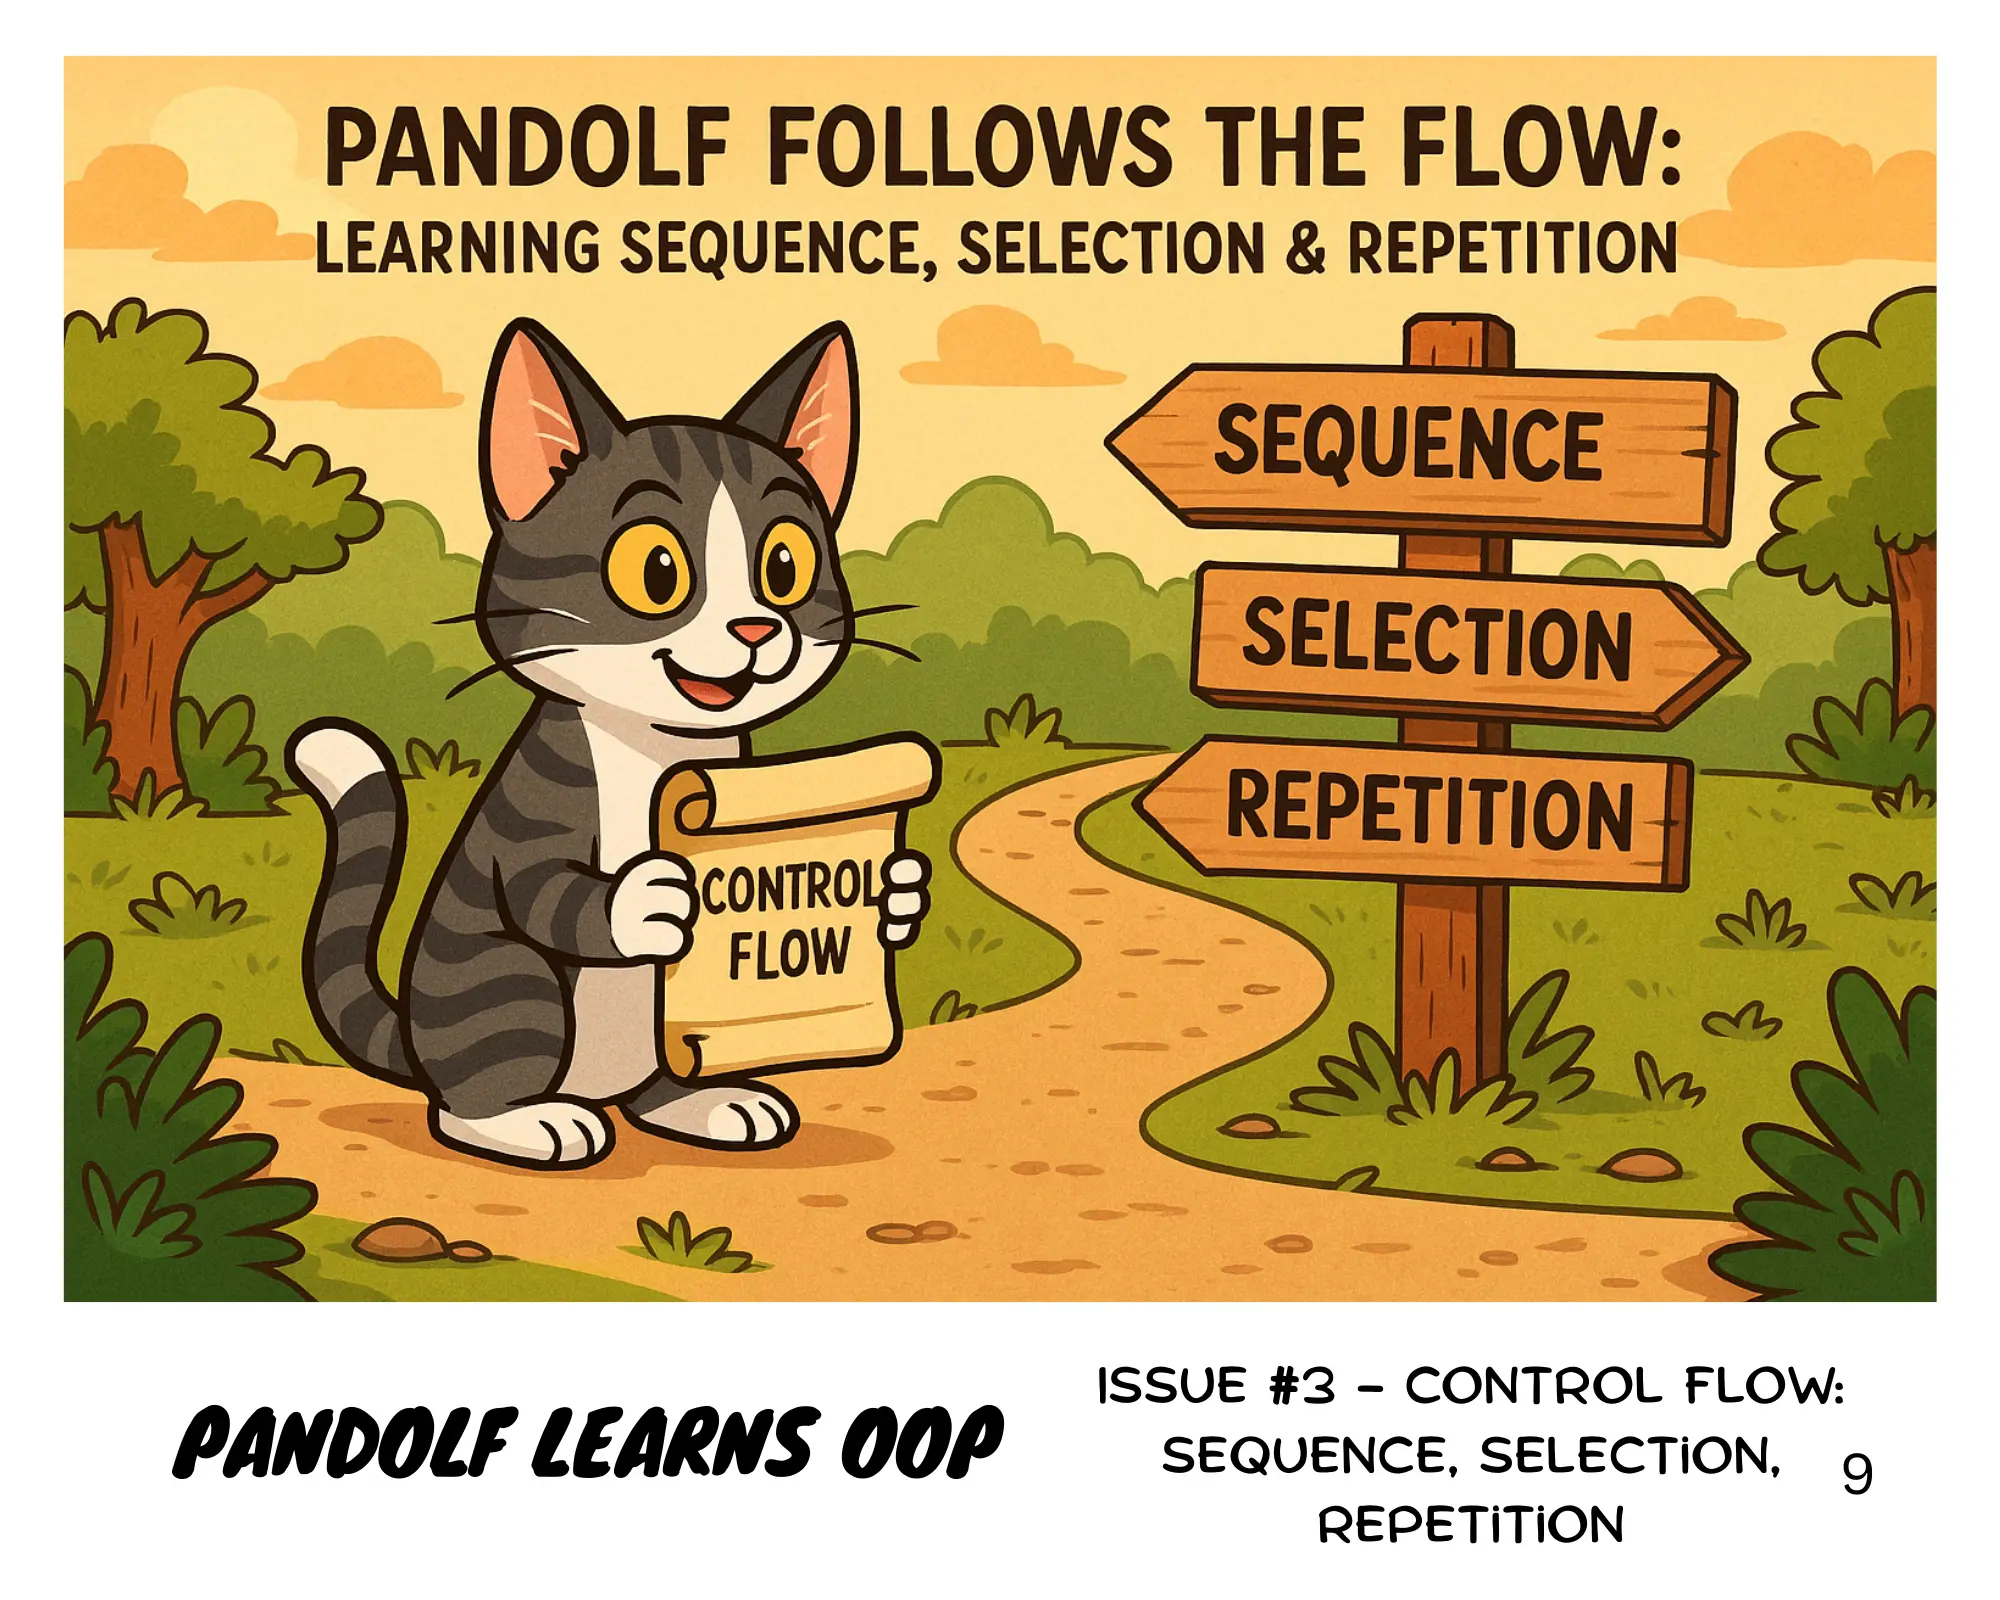 PANDOLF FOLLOWS THE FLOW:
LEARNING SEQUENCE, SELECTION & REPETITION
SEQUENCE
SELECTION
REPETITION
CONTROL
FLOW
PANDOLF LEARNS OOP
ISSUE #3 – CONTROL FLOW:
SEQUENCE, SELECTION,
REPETITION
9